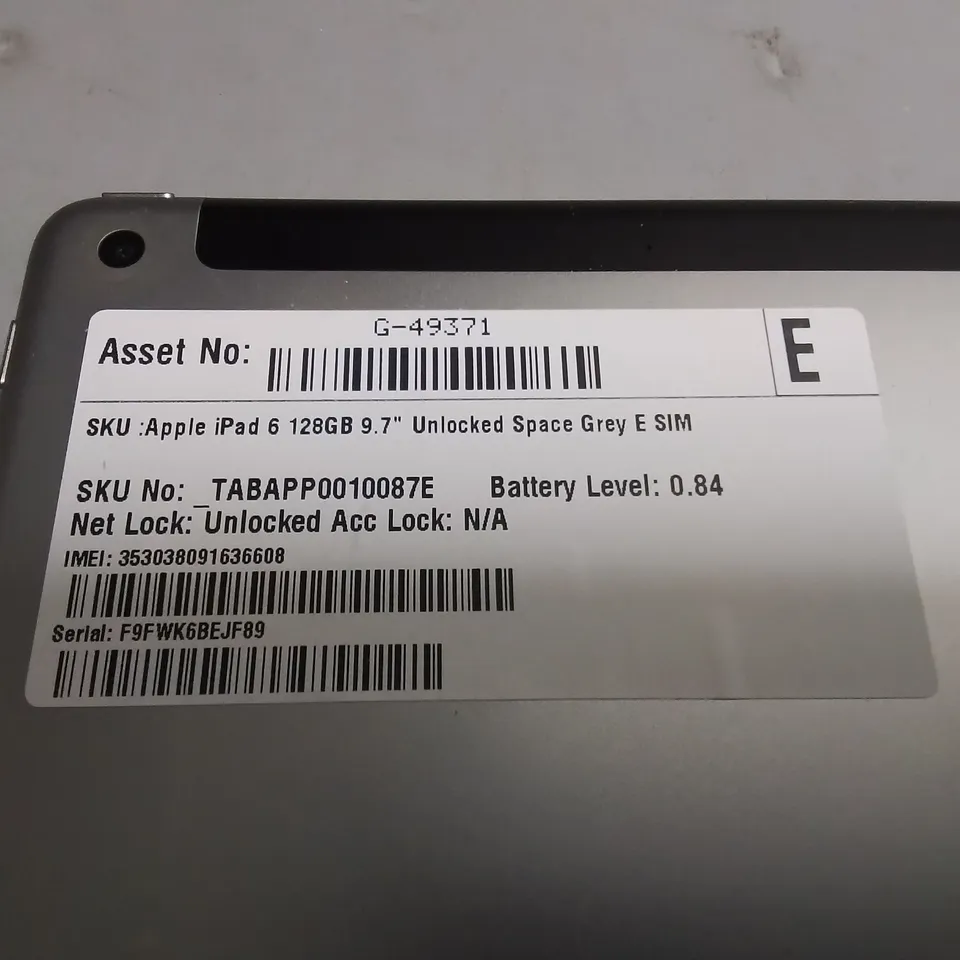 G-49371
Asset No:
E
SKU :Apple iPad 6 128GB 9.7" Unlocked Space Grey E SIM
SKU No: _TABAPP0010087E Battery Level: 0.84
Net Lock: Unlocked Acc Lock: N/A
IMEI: 353038091636608
Serial: F9FWK6BEJF89